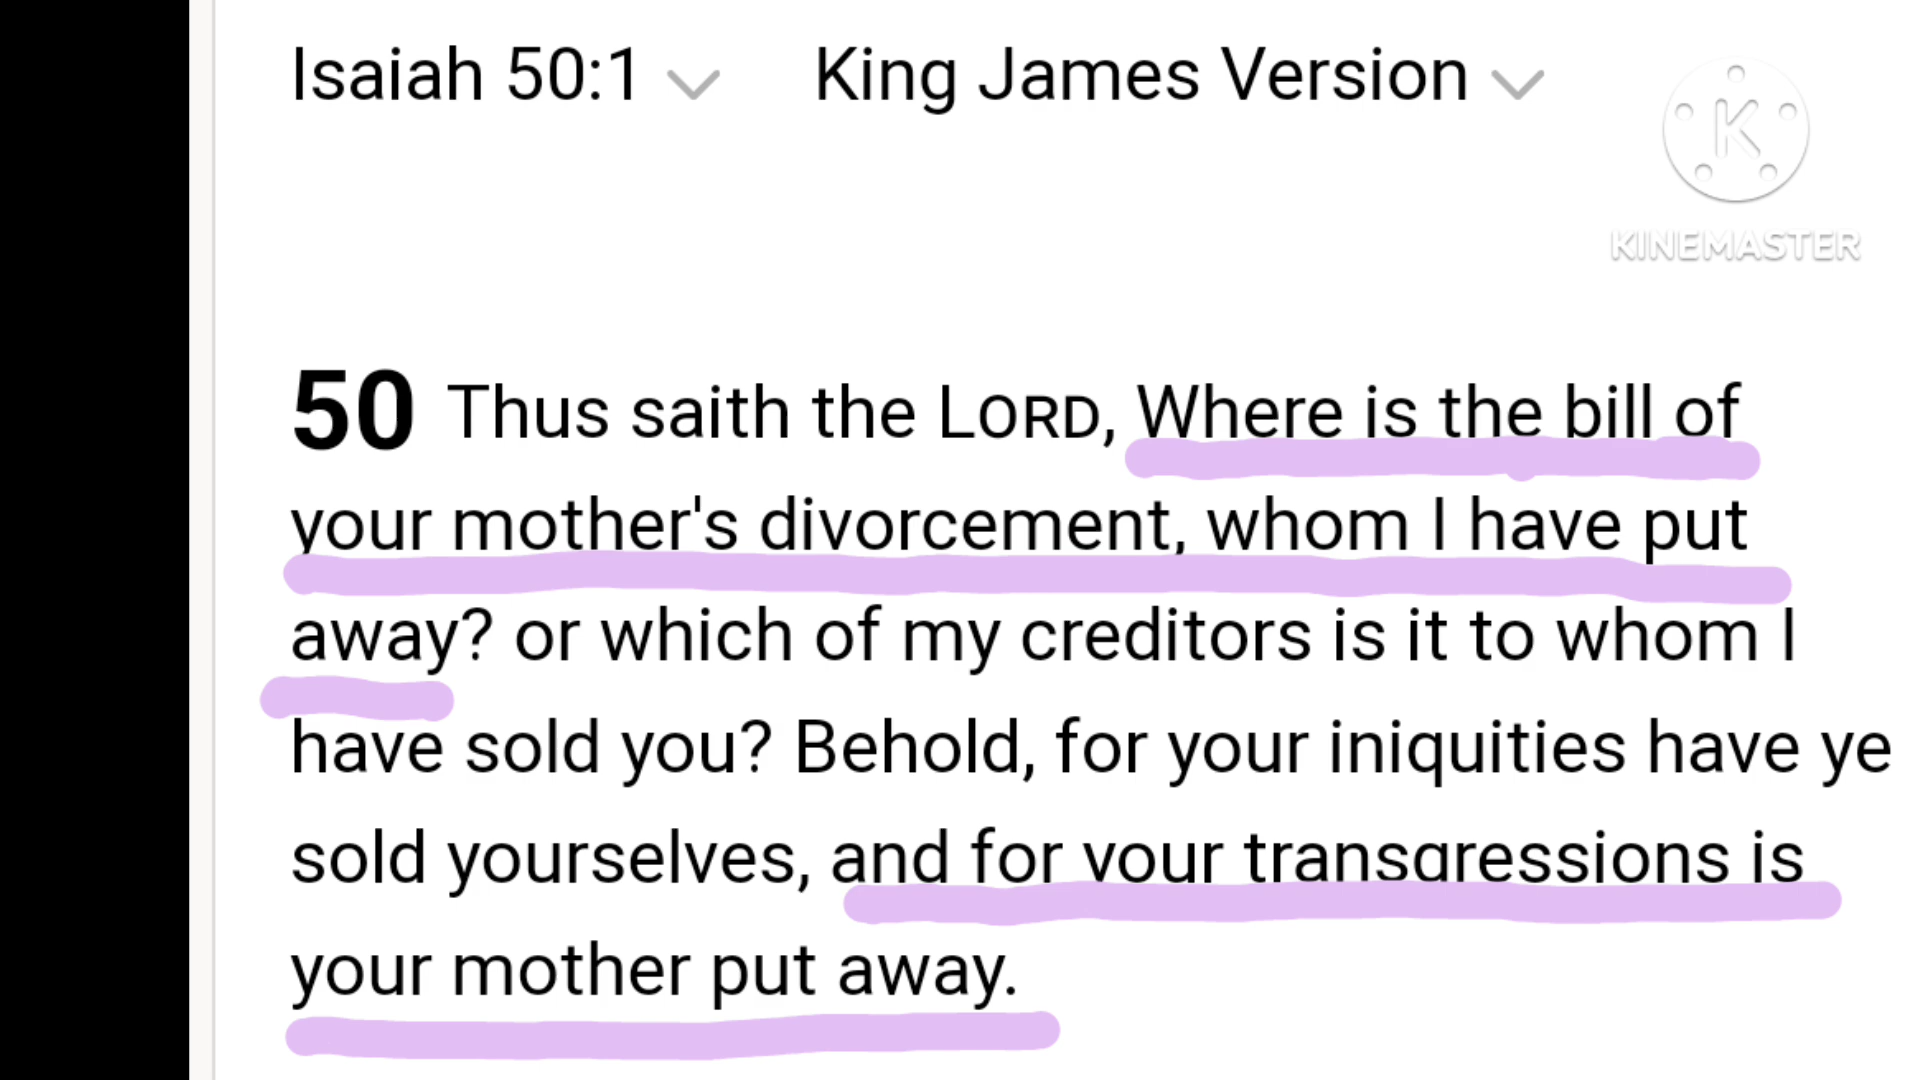 Isaiah 50:1 King James Version
K
KINEMASTER
50 Thus saith the LORD, Where is the bill of
your mother's divorcement, whom I have put
away? or which of my creditors is it to whom I
have sold you? Behold, for your iniquities have ye
sold yourselves, and for your transgressions is
your mother put away.